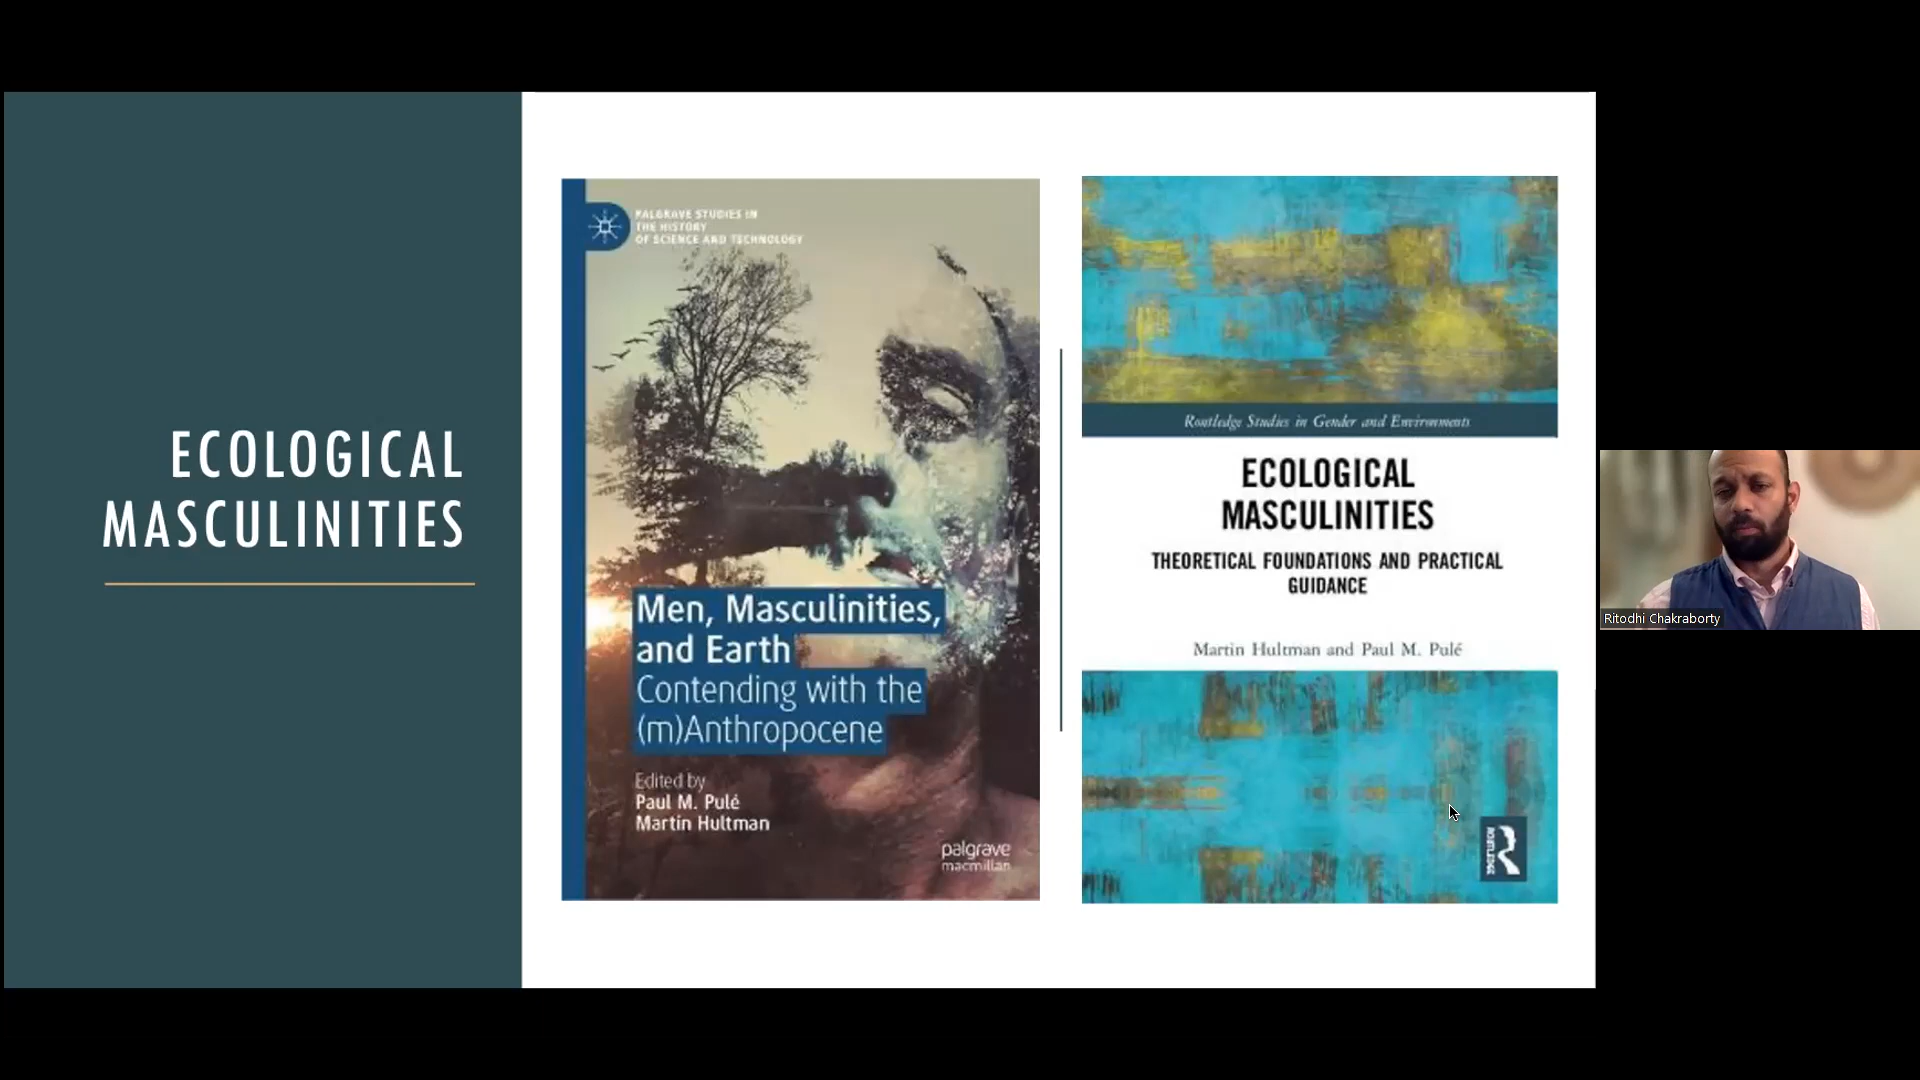 ECOLOGICAL
MASCULINITIES
PALGRAVE STUDIES IN
THE HISTORY
OF SCIENCE AND TECHNOLOGY
Men, Masculinities,
and Earth
Contending with the
(m)Anthropocene
Edited by
Paul M. Pulé
Martin Hultman
palgrave
macmillan
Routledge Studies in Gender and Environments
ECOLOGICAL
MASCULINITIES
THEORETICAL FOUNDATIONS AND PRACTICAL
GUIDANCE
Martin Hultman and Paul M. Pulé
ROUTLEDGE
Ritodhi Chakraborty